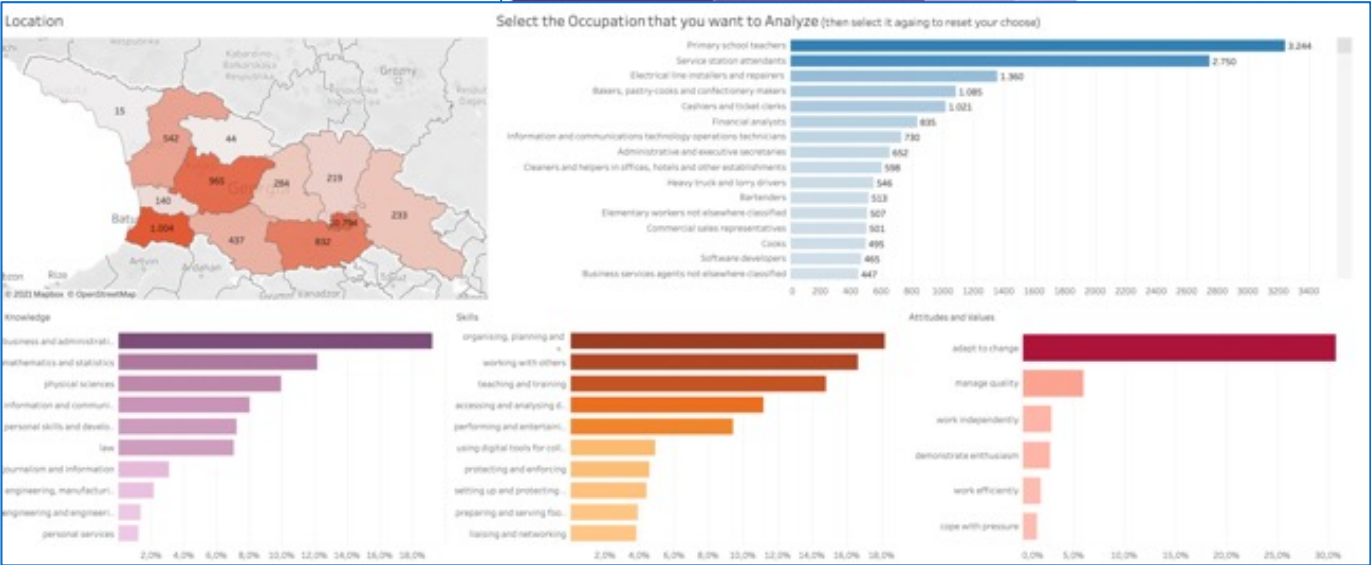 Location
Select the Occupation that you want to Analyze (then select it againg to reset your choose)
Kabardino-
Balkarskaya
Respublika
Grozny
15
542
44
965
Georgia
284
219
140
Batu
1.004
437
832
20.794
233
Artvin
Ardahan
Rize
bzon
Gyumri
Vanadzor
© 2021 Mapbox © OpenStreetMap
Primary school teachers 3.244
Service station attendants 2.750
Electrical line installers and repairers 1.360
Bakers, pastry-cooks and confectionery makers 1.085
Cashiers and ticket clerks 1.021
Financial analysts 835
Information and communications technology operations technicians 730
Administrative and executive secretaries 652
Cleaners and helpers in offices, hotels and other establishments 598
Heavy truck and lorry drivers 546
Bartenders 513
Elementary workers not elsewhere classified 507
Commercial sales representatives 501
Cooks 495
Software developers 465
Business services agents not elsewhere classified 447
0 200 400 600 800 1000 1200 1400 1600 1800 2000 2200 2400 2600 2800 3000 3200 3400
Knowledge
business and administrati..
mathematics and statistics
physical sciences
information and communi..
personal skills and develo..
law
journalism and information
engineering, manufacturi..
engineering and engineeri..
personal services
2,0% 4,0% 6,0% 8,0% 10,0% 12,0% 14,0% 16,0% 18,0%
Skills
organising, planning and
working with others
teaching and training
accessing and analysing d..
performing and entertaini..
using digital tools for coll..
protecting and enforcing
setting up and protecting ..
preparing and serving foo..
liaising and networking
2,0% 4,0% 6,0% 8,0% 10,0% 12,0% 14,0% 16,0% 18,0%
Attitudes and Values
adapt to change
manage quality
work independently
demonstrate enthusiasm
work efficiently
cope with pressure
0,0% 5,0% 10,0% 15,0% 20,0% 25,0% 30,0%